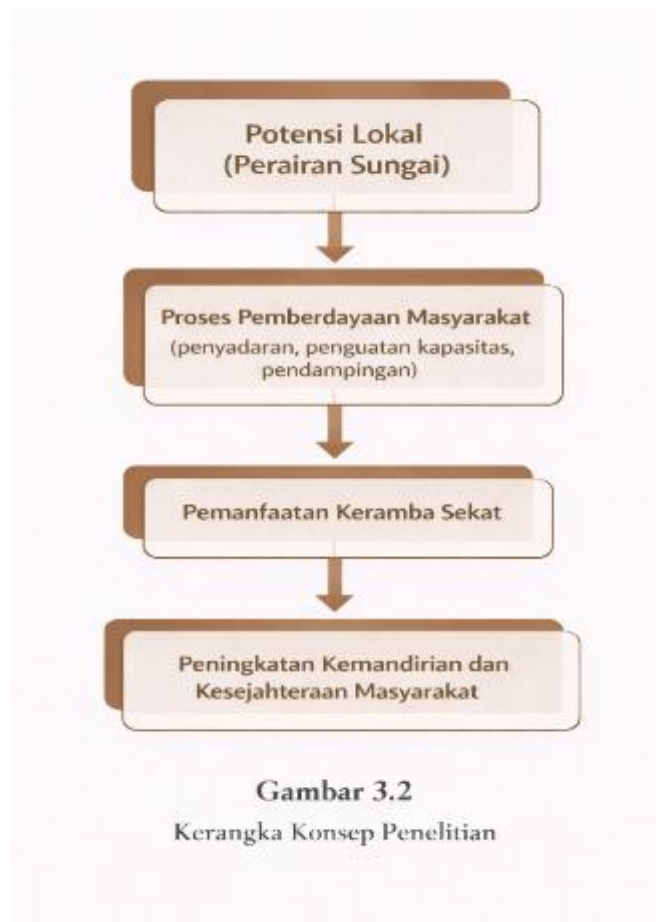 Potensi Lokal
(Perairan Sungai)
Proses Pemberdayaan Masyarakat
(penyadaran, penguatan kapasitas,
pendampingan)
Pemanfaatan Keramba Sekat
Peningkatan Kemandirian dan
Kesejahteraan Masyarakat
Gambar 3.2
Kerangka Konsep Penelitian